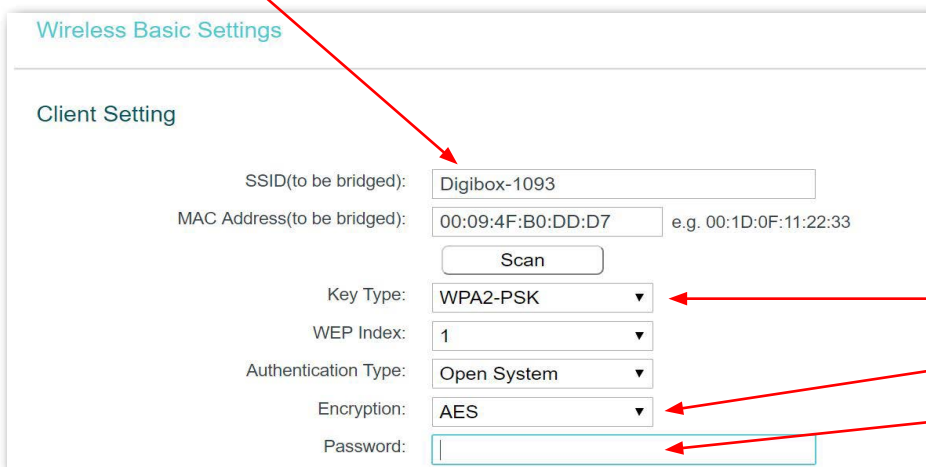 Wireless Basic Settings
Client Setting
SSID(to be bridged): Digibox-1093
MAC Address(to be bridged): 00:09:4F:B0:DD:D7 e.g. 00:1D:0F:11:22:33
Scan
Key Type: WPA2-PSK
WEP Index: 1
Authentication Type: Open System
Encryption: AES
Password: